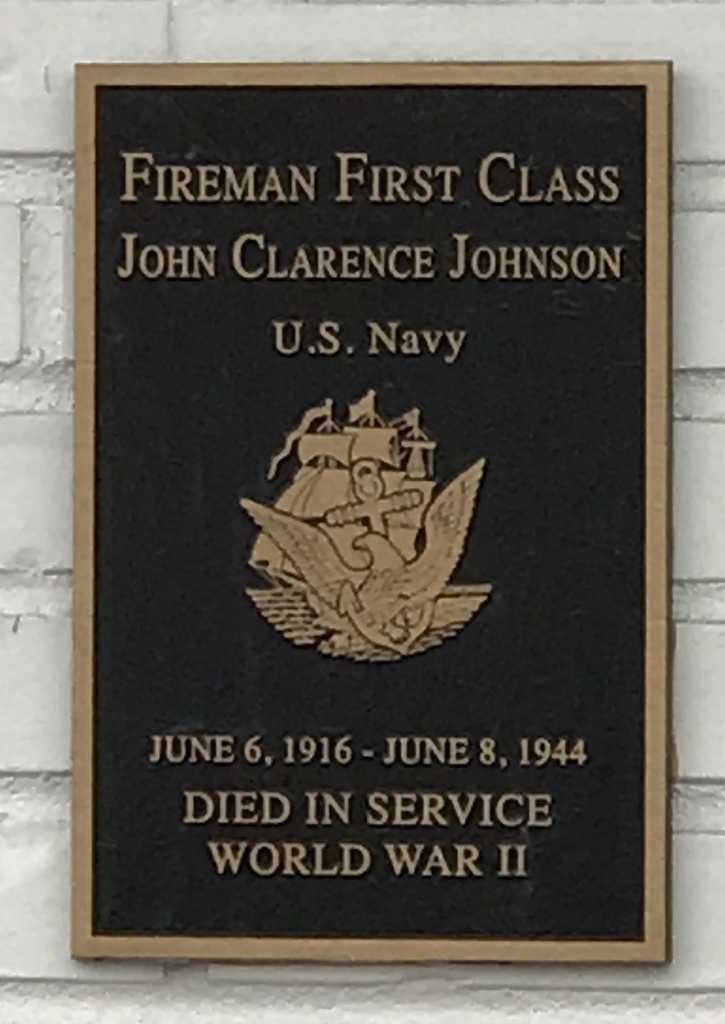 FIREMAN FIRST CLASS
JOHN CLARENCE JOHNSON
U.S. Navy
JUNE 6, 1916 - JUNE 8, 1944
DIED IN SERVICE
WORLD WAR II